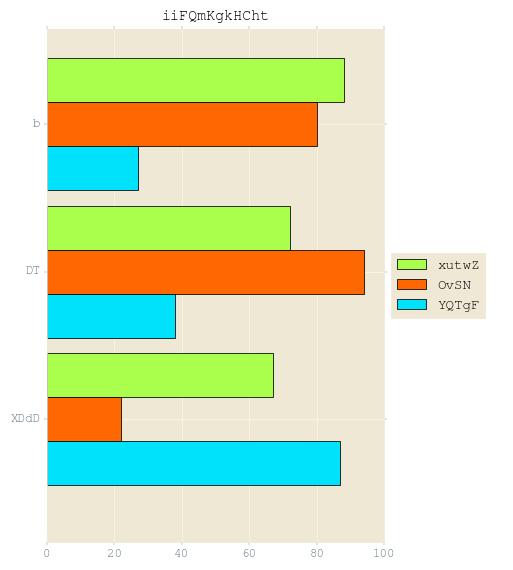 iiFQmKgkHCht
b
DT
XDdD
0 20 40 60 80 100
xutwZ
OvSN
YQTgF